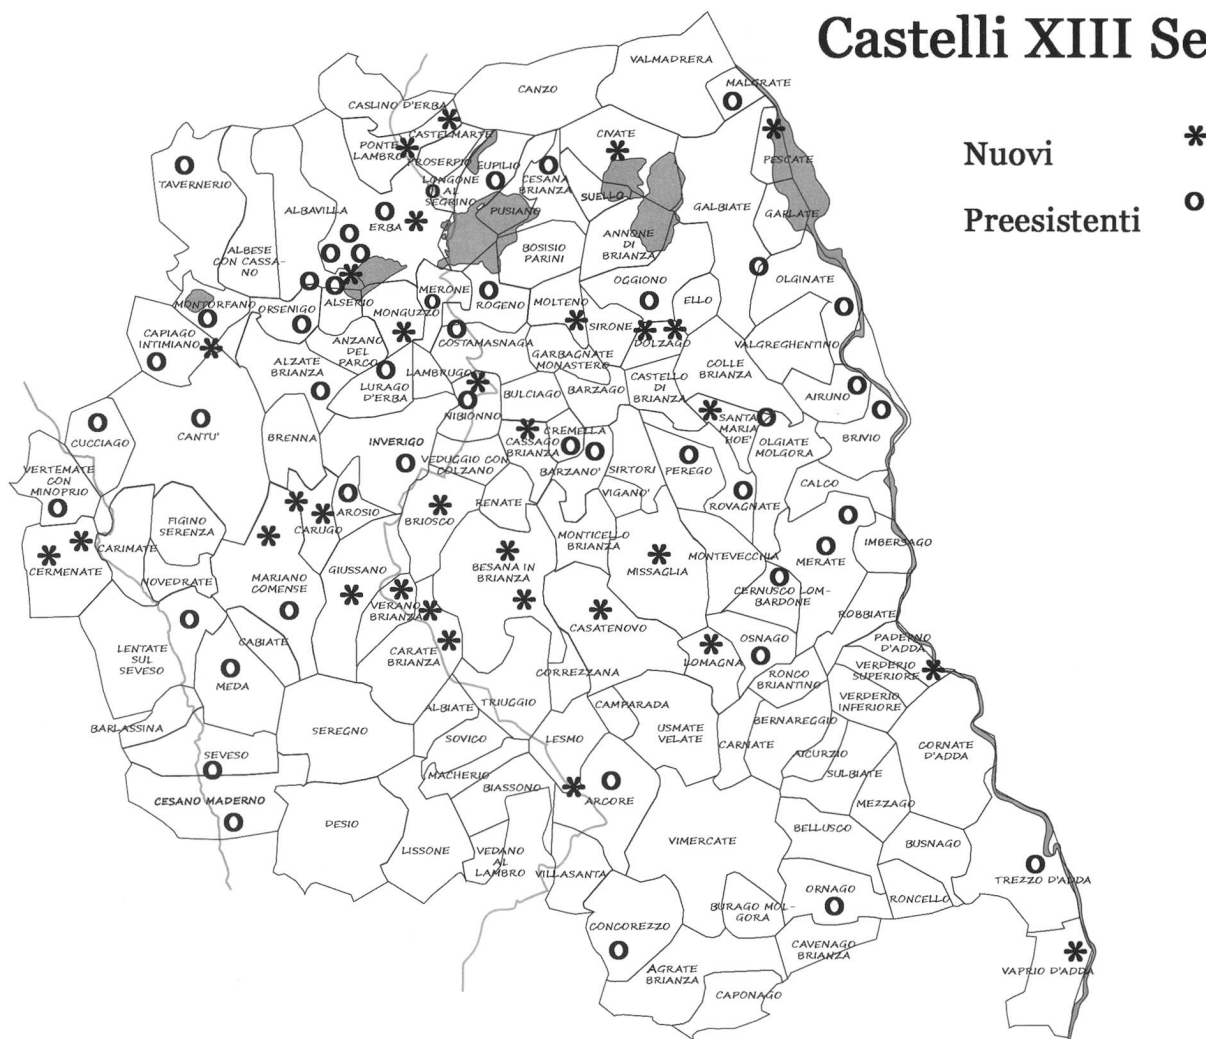 Castelli XIII Se
Nuovi *
Preesistenti o
VALMADRERA
MALGRATE
CANZO
CASLINO D'ERBA
CASTELMARTE
CIVATE
PONTE
LAMBRO
PROSERPIO
PESCATE
TAVERNERIO
EUPILIO
CESANA
BRIANZA
LONGONE
AL
SEGRINO
SUELLO
ALBAVILLA
ERBA
PUSIANO
GALBIATE
GARLATE
ALBESE
CON CASSA-
NO
BOSISIO
PARINI
ANNONE
DI
BRIANZA
OGGIONO
OLGINATE
MONTORFANO
ORSENIGO
ALSERIO
MERONE
MONGUZZO
ROGENO
MOLTENO
ELLO
CAPIAGO
INTIMIANO
ANZANO
DEL
PARCO
COSTAMASNAGA
SIRONE
DOLZAGO
VALGREGHENTINO
ALZATE
BRIANZA
GARBAGNATE
MONASTERO
COLLE
BRIANZA
LURAGO
D'ERBA
LAMBRUGO
BULCIAGO
BARZAGO
CASTELLO
DI
BRIANZA
AIRUNO
CUCCIAGO
CANTU'
BRENNA
INVERIGO
NIBIONNO
CASSAGO
BRIANZA
CREMELLA
SANTA
MARIA
HOE'
OLGIATE
MOLGORA
BRIVIO
VERTEMATE
CON
MINOPRIO
VEDUGGIO CON
COLZANO
BARZANO'
SIRTORI
PEREGO
CALCO
FIGINO
SERENZA
CARUGO
AROSIO
BRIOSCO
RENATE
VIGANO'
ROVAGNATE
CARIMATE
CERMENATE
MONTICELLO
BRIANZA
IMBERSAGO
NOVEDRATE
MARIANO
COMENSE
GIUSSANO
BESANA IN
BRIANZA
MISSAGLIA
MONTEVECCHIA
MERATE
VERANO
BRIANZA
CERNUSCO LOM-
BARDONE
ROBBIATE
LENTATE
SUL
SEVESO
CABIATE
CARATE
BRIANZA
CASATENOVO
LOMAGNA
OSNAGO
PADERNO
D'ADDA
MEDA
CORREZZANA
RONCO
BRIANTINO
VERDERIO
SUPERIORE
VERDERIO
INFERIORE
BARLASSINA
SEREGNO
ALBIATE
TRIUGGIO
CAMPARADA
USMATE
VELATE
BERNAREGGIO
SEVESO
SOVICO
LESMO
CARNATE
AICURZIO
CORNATE
D'ADDA
MACHERIO
BIASSONO
SULBIATE
CESANO MADERNO
ARCORE
MEZZAGO
DESIO
LISSONE
VEDANO
AL
LAMBRO
VILLASANTA
VIMERCATE
BELLUSCO
BUSNAGO
TREZZO D'ADDA
BURAGO MOL-
GORA
ORNAGO
RONCELLO
CONCOREZZO
CAVENAGO
BRIANZA
AGRATE
BRIANZA
CAPONAGO
VAPRIO D'ADDA